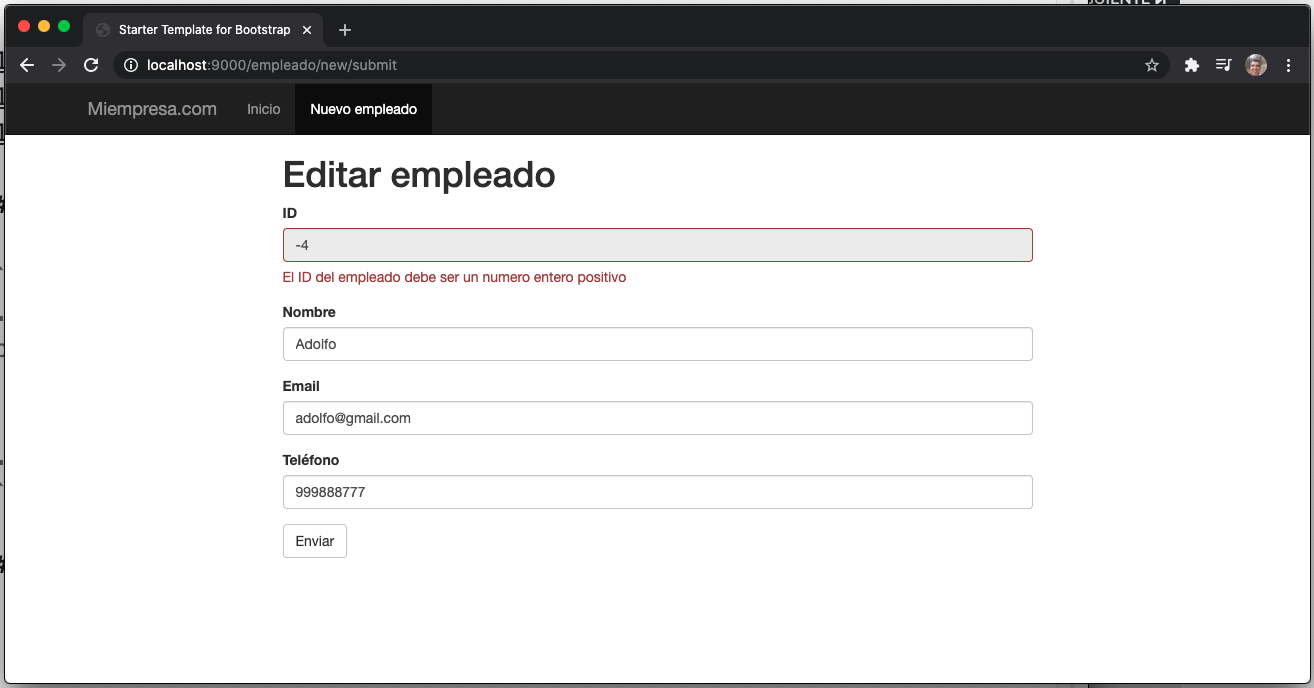 Starter Template for Bootstrap
localhost:9000/empleado/new/submit
Miempresa.com Inicio Nuevo empleado
Editar empleado
ID
-4
El ID del empleado debe ser un numero entero positivo
Nombre
Adolfo
Email
adolfo@gmail.com
Teléfono
999888777
Enviar